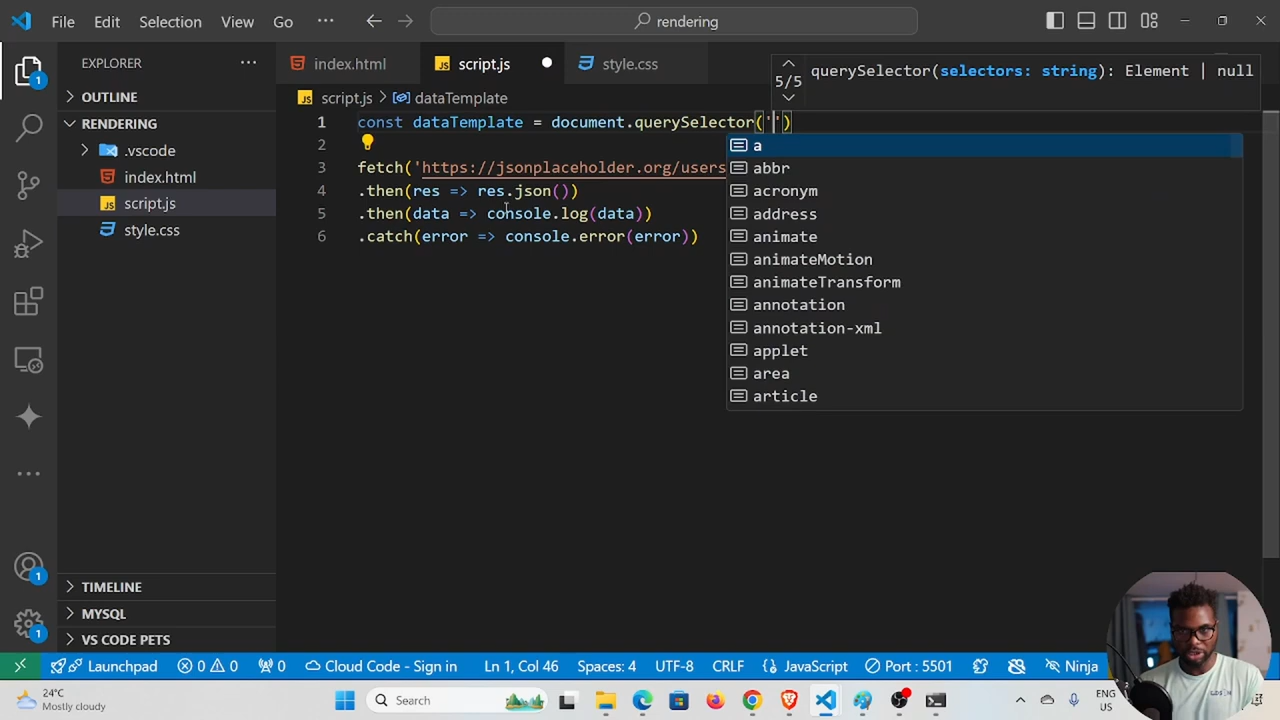 File Edit Selection View Go ··· rendering
EXPLORER ···
OUTLINE
RENDERING
.vscode
index.html
script.js
style.css
TIMELINE
MYSQL
VS CODE PETS
1
1
1
index.html
script.js
style.css
script.js > dataTemplate
5/5
querySelector(selectors: string): Element | null
1 const dataTemplate = document.querySelector('')
2
3 fetch('https://jsonplaceholder.org/users
4 .then(res => res.json())
5 .then(data => console.log(data))
6 .catch(error => console.error(error))
a
abbr
acronym
address
animate
animateMotion
animateTransform
annotation
annotation-xml
applet
area
article
Launchpad 0 0 0 Cloud Code - Sign in Ln 1, Col 46 Spaces: 4 UTF-8 CRLF JavaScript Port : 5501 Ninja
24°C
Mostly cloudy
Search
ENG
US